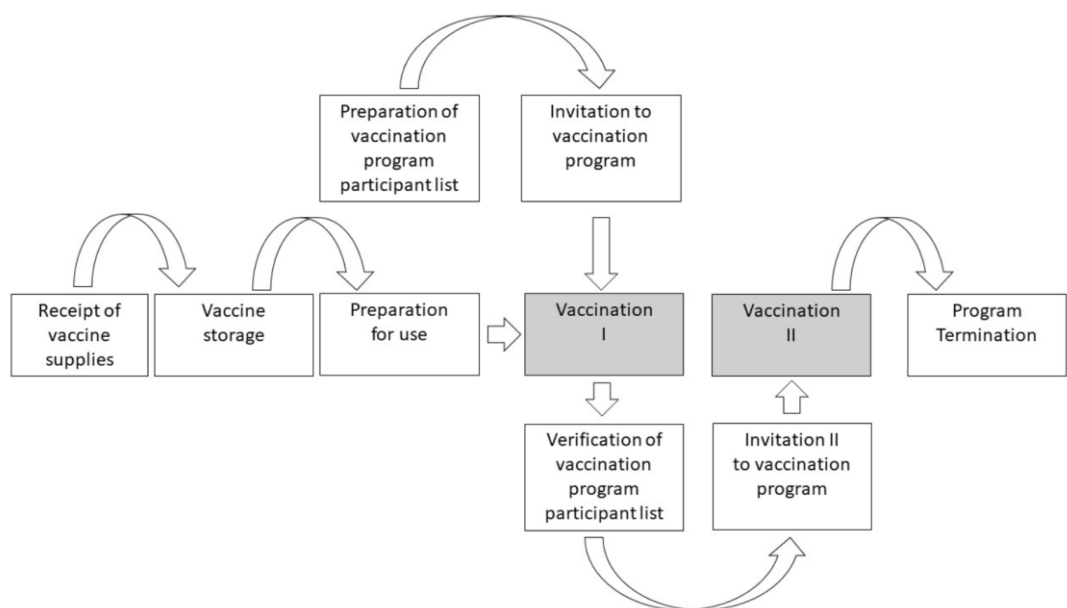 Preparation of
vaccination
program
participant list
Invitation to
vaccination
program
Receipt of
vaccine
supplies
Vaccine
storage
Preparation
for use
Vaccination
I
Vaccination
II
Program
Termination
Verification of
vaccination
program
participant list
Invitation II
to vaccination
program